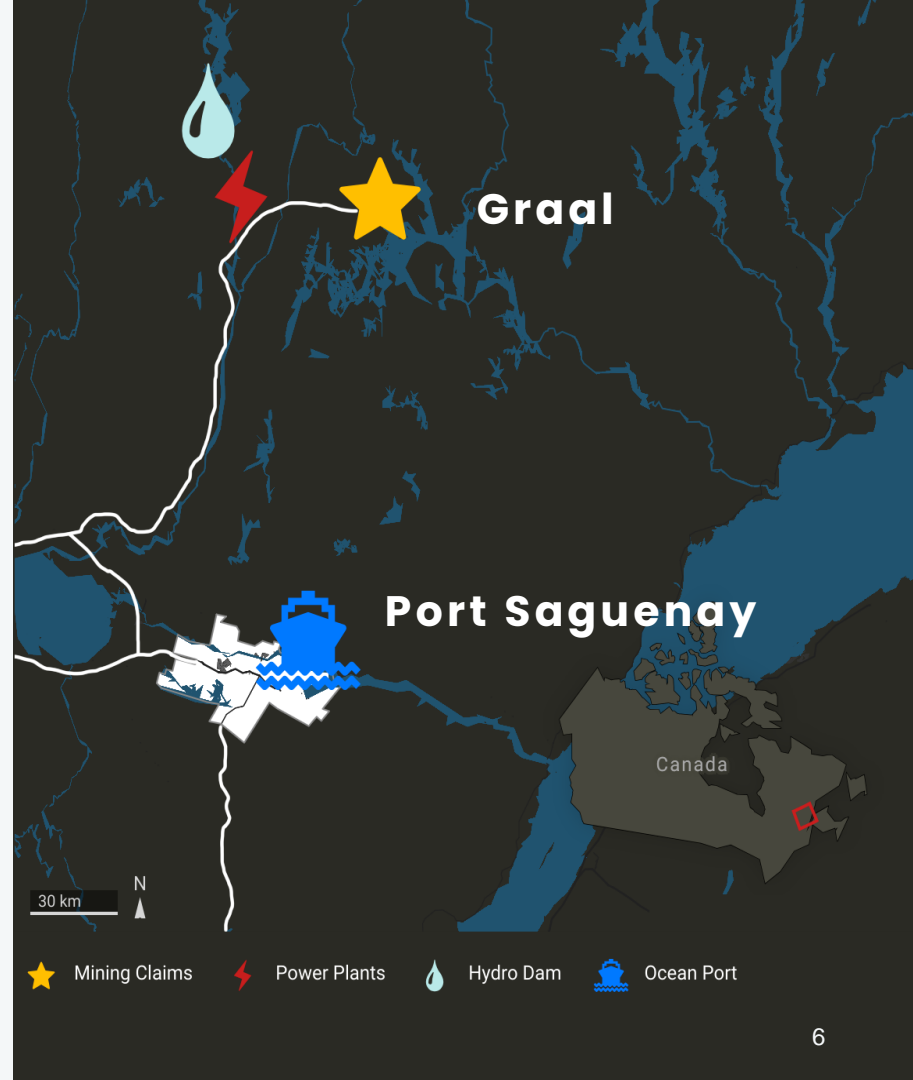 Graal
Port Saguenay
Canada
N
30 km
Mining Claims
Power Plants
Hydro Dam
Ocean Port
6